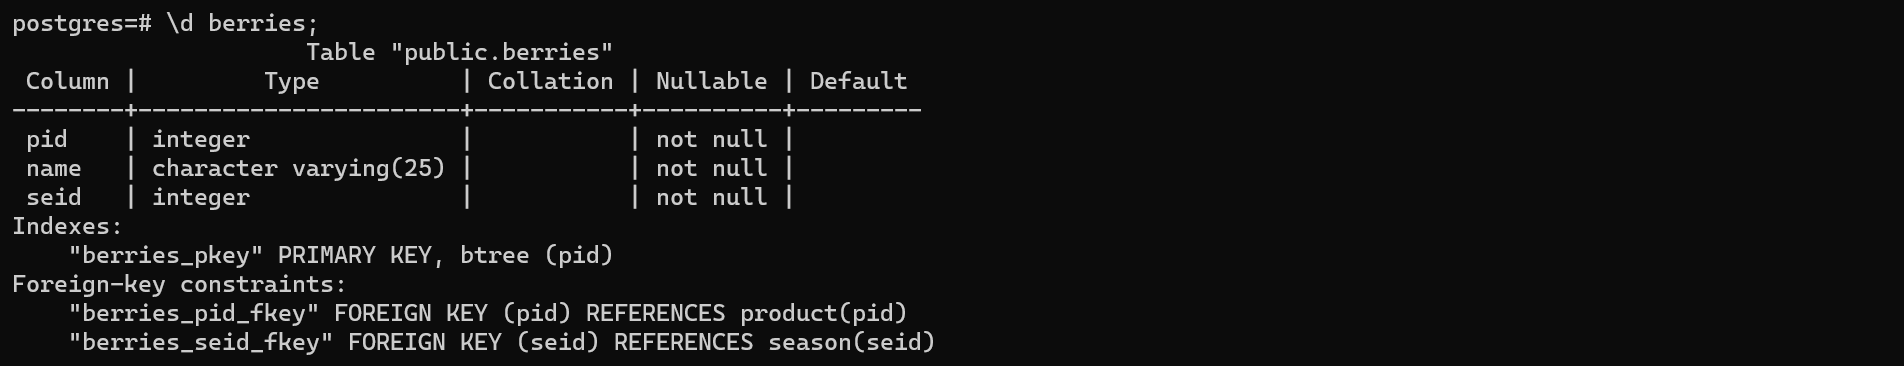 postgres=# \d berries;
                     Table "public.berries"
 Column |         Type          | Collation | Nullable | Default
--------+-----------------------+-----------+----------+---------
 pid    | integer               |           | not null |
 name   | character varying(25) |           | not null |
 seid   | integer               |           | not null |
Indexes:
    "berries_pkey" PRIMARY KEY, btree (pid)
Foreign-key constraints:
    "berries_pid_fkey" FOREIGN KEY (pid) REFERENCES product(pid)
    "berries_seid_fkey" FOREIGN KEY (seid) REFERENCES season(seid)